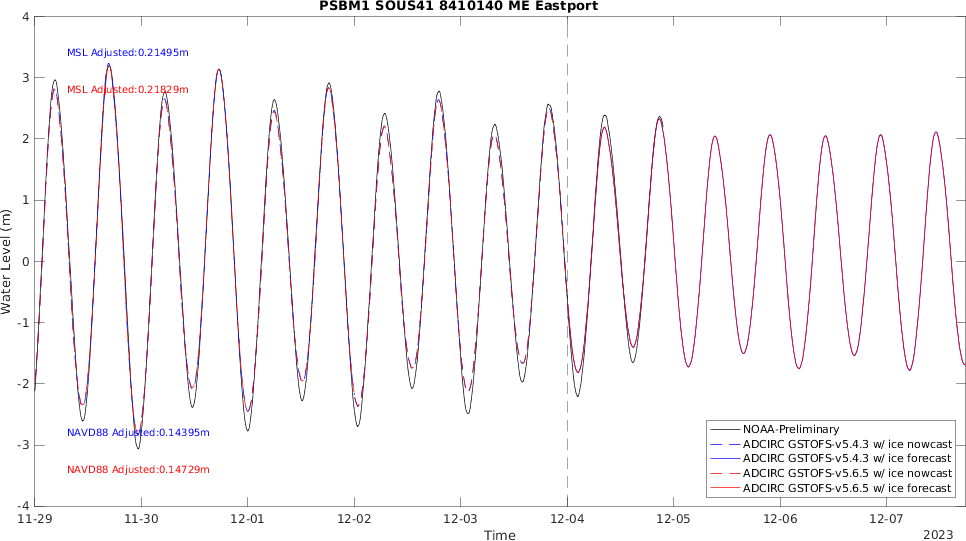 PSBM1 SOUS41 8410140 ME Eastport
4
3
2
1
0
-1
-2
-3
-4
Water Level (m)
MSL Adjusted:0.21495m
MSL Adjusted:0.21829m
NAVD88 Adjusted:0.14395m
NAVD88 Adjusted:0.14729m
NOAA-Preliminary
ADCIRC GSTOFS-v5.4.3 w/ ice nowcast
ADCIRC GSTOFS-v5.4.3 w/ ice forecast
ADCIRC GSTOFS-v5.6.5 w/ ice nowcast
ADCIRC GSTOFS-v5.6.5 w/ ice forecast
11-29 11-30 12-01 12-02 12-03 12-04 12-05 12-06 12-07
Time
2023